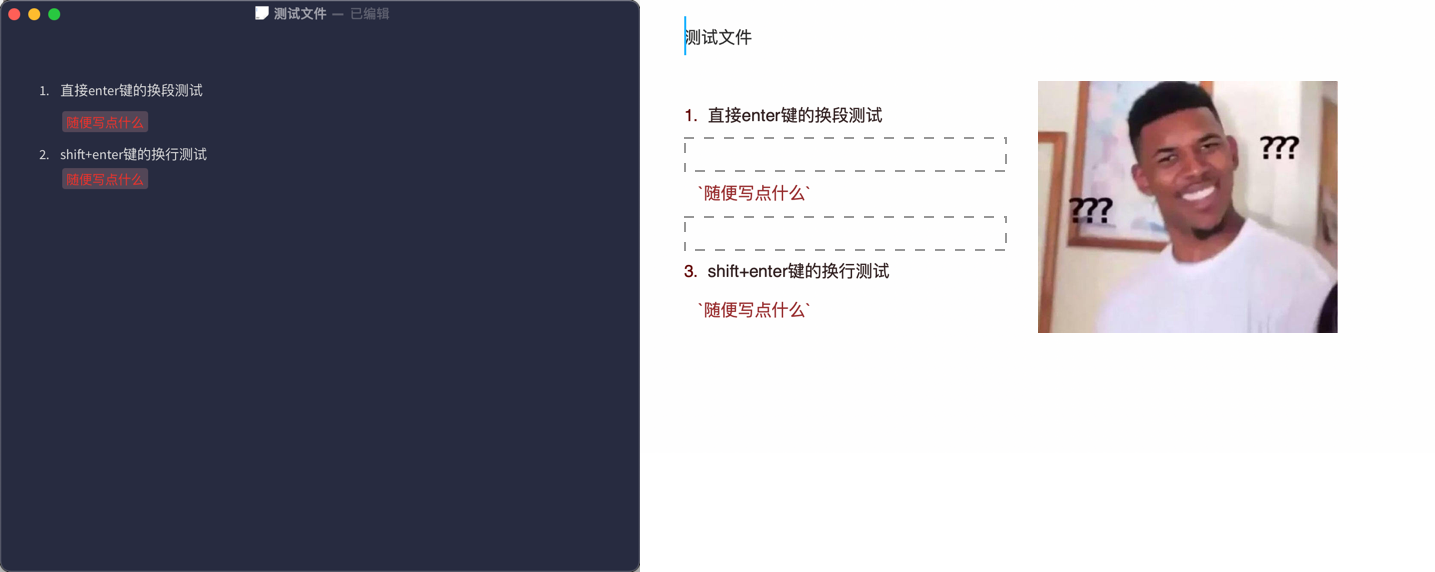 测试文件 — 已编辑
1. 直接enter键的换段测试
随便写点什么
2. shift+enter键的换行测试
随便写点什么
测试文件
1. 直接enter键的换段测试
`随便写点什么`
3. shift+enter键的换行测试
`随便写点什么`
???
???